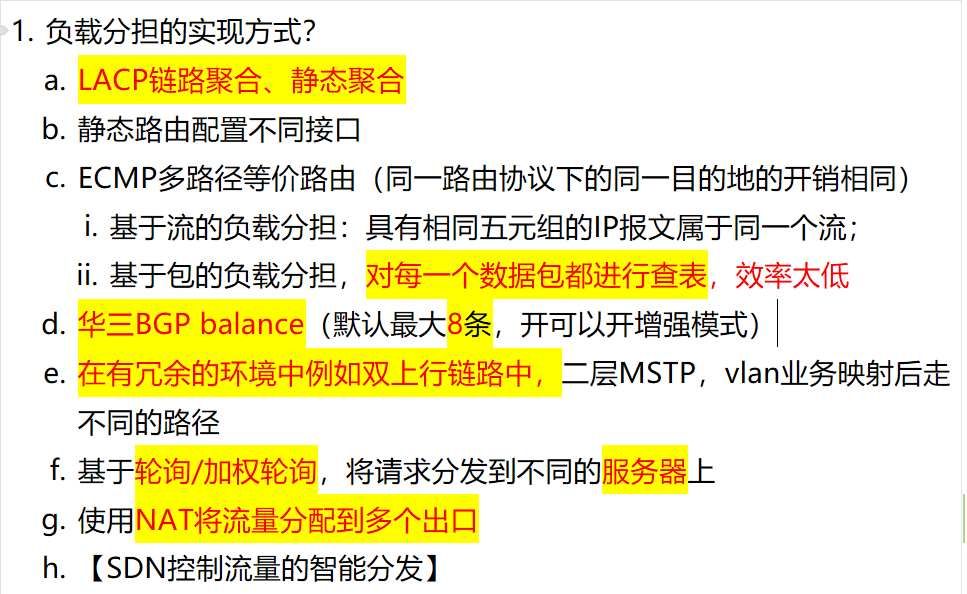 1. 负载分担的实现方式？
a. LACP链路聚合、静态聚合
b. 静态路由配置不同接口
c. ECMP多路径等价路由（同一路由协议下的同一目的地的开销相同）
i. 基于流的负载分担：具有相同五元组的IP报文属于同一个流；
ii. 基于包的负载分担，对每一个数据包都进行查表，效率太低
d. 华三BGP balance（默认最大8条，开可以开增强模式）
e. 在有冗余的环境中例如双上行链路中，二层MSTP，vlan业务映射后走
不同的路径
f. 基于轮询/加权轮询，将请求分发到不同的服务器上
g. 使用NAT将流量分配到多个出口
h. 【SDN控制流量的智能分发】